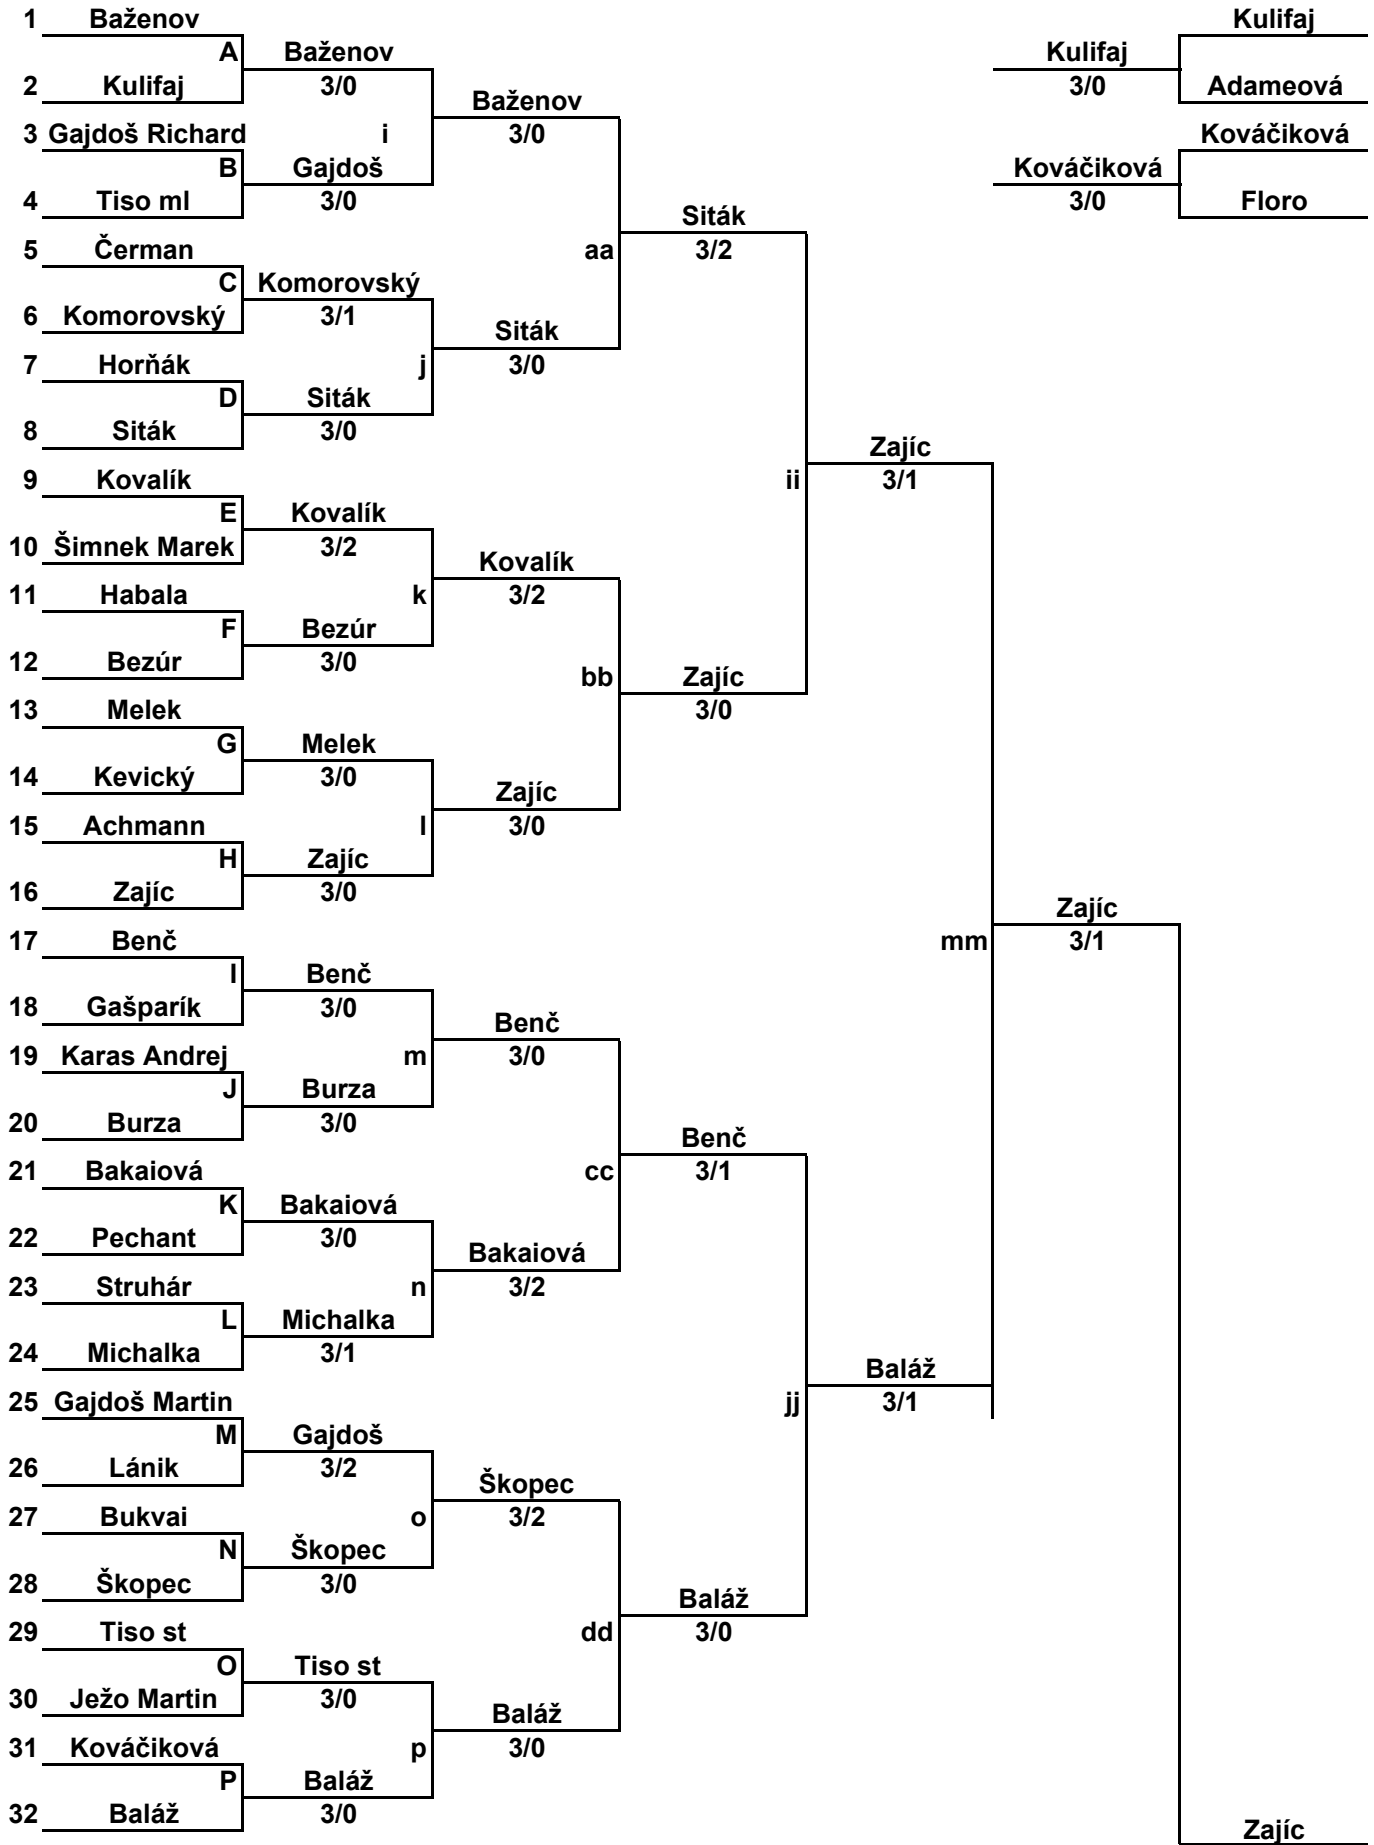 1 Baženov Kulifaj
A Baženov Kulifaj
2 Kulifaj 3/0 3/0 Adameová
Baženov
3 Gajdoš Richard i 3/0 Kováčiková
B Gajdoš Kováčiková
4 Tiso ml 3/0 3/0 Floro
Siták
5 Čerman aa 3/2
C Komorovský
6 Komorovský 3/1
Siták
7 Horňák j 3/0
D Siták
8 Siták 3/0
Zajíc
9 Kovalík ii 3/1
E Kovalík
10 Šimnek Marek 3/2
Kovalík
11 Habala k 3/2
F Bezúr
12 Bezúr 3/0
bb Zajíc
13 Melek 3/0
G Melek
14 Kevický 3/0
Zajíc
15 Achmann l 3/0
H Zajíc
16 Zajíc 3/0
Zajíc
17 Benč mm 3/1
I Benč
18 Gašparík 3/0
Benč
19 Karas Andrej m 3/0
J Burza
20 Burza 3/0
Benč
21 Bakaiová cc 3/1
K Bakaiová
22 Pechant 3/0
Bakaiová
23 Struhár n 3/2
L Michalka
24 Michalka 3/1
Baláž
25 Gajdoš Martin jj 3/1
M Gajdoš
26 Lánik 3/2
Škopec
27 Bukvai o 3/2
N Škopec
28 Škopec 3/0
Baláž
29 Tiso st dd 3/0
O Tiso st
30 Ježo Martin 3/0
Baláž
31 Kováčiková p 3/0
P Baláž
32 Baláž 3/0
Zajíc